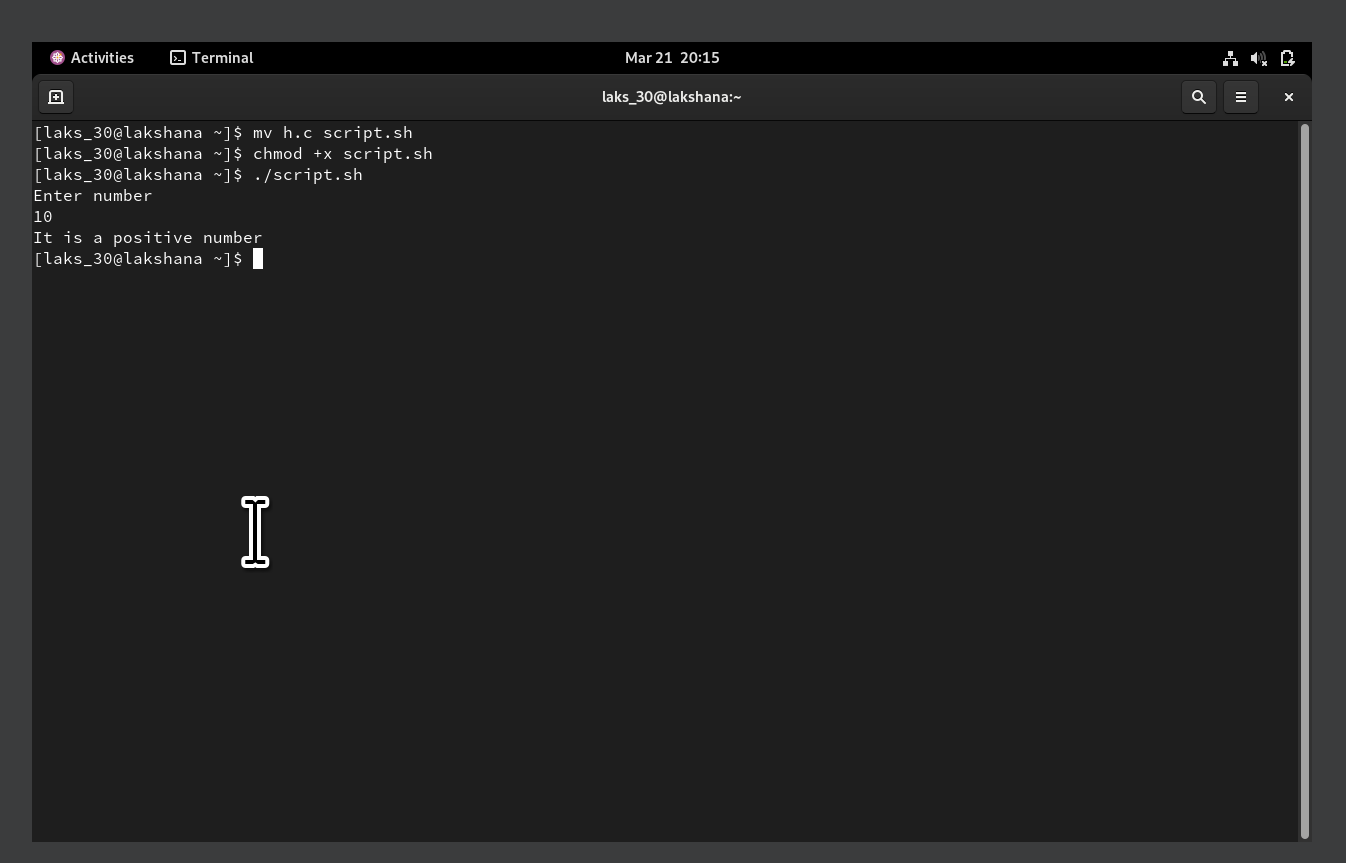 Activities Terminal Mar 21 20:15
laks_30@lakshana:~
[laks_30@lakshana ~]$ mv h.c script.sh
[laks_30@lakshana ~]$ chmod +x script.sh
[laks_30@lakshana ~]$ ./script.sh
Enter number
10
It is a positive number
[laks_30@lakshana ~]$